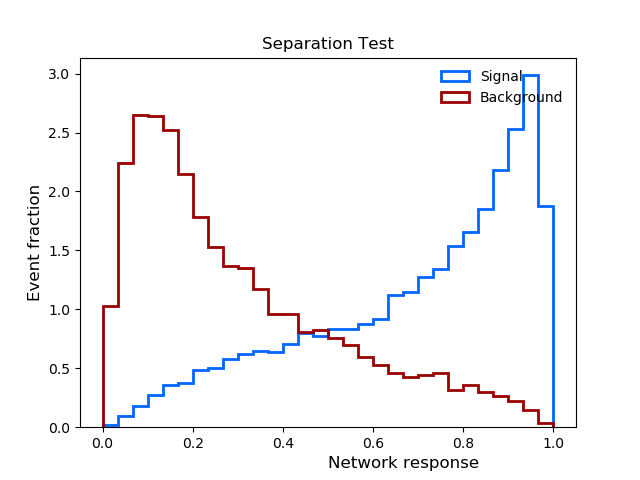 Separation Test
Signal
Background
Event fraction
3.0
2.5
2.0
1.5
1.0
0.5
0.0
0.0 0.2 0.4 0.6 0.8 1.0
Network response